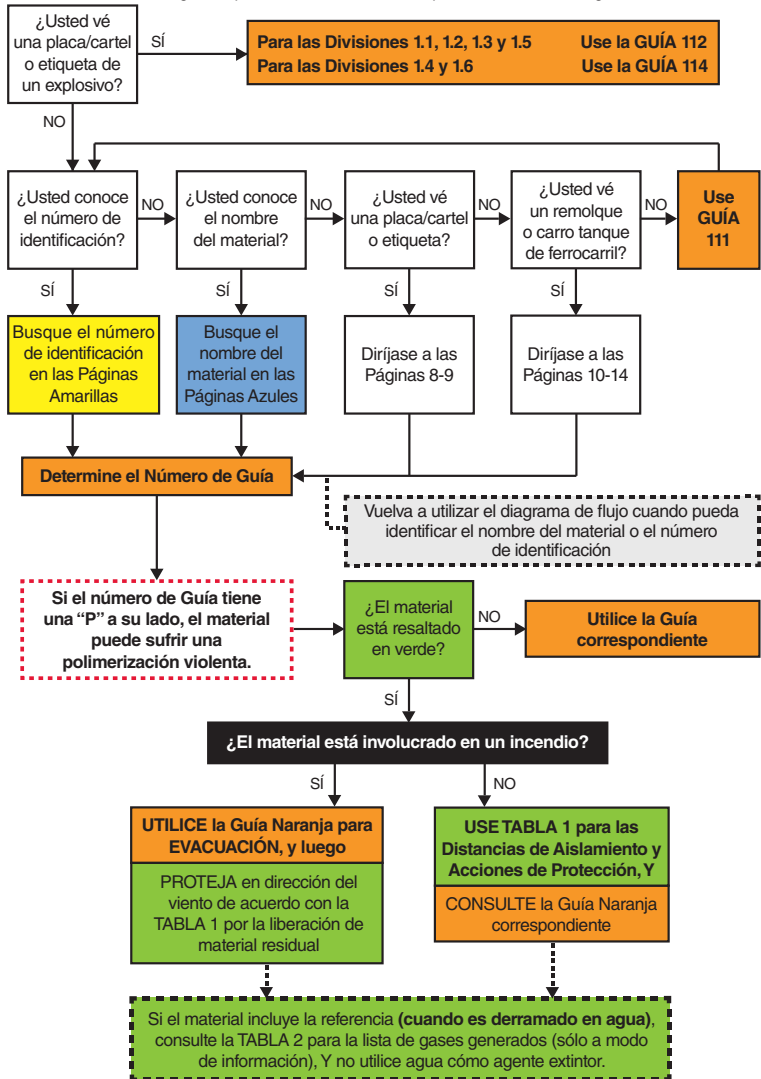 ¿Usted vé
una placa/cartel
o etiqueta de
un explosivo?
SÍ
Para las Divisiones 1.1, 1.2, 1.3 y 1.5 Use la GUÍA 112
Para las Divisiones 1.4 y 1.6 Use la GUÍA 114
NO
¿Usted conoce
el número de
identificación?
NO
¿Usted conoce
el nombre
del material?
NO
¿Usted vé
una placa/cartel
o etiqueta?
NO
¿Usted vé
un remolque
o carro tanque
de ferrocarril?
NO
Use
GUÍA
111
SÍ
SÍ
SÍ
SÍ
Busque el número
de identificación
en las Páginas
Amarillas
Busque el
nombre del
material en las
Páginas Azules
Diríjase a las
Páginas 8-9
Diríjase a las
Páginas 10-14
Determine el Número de Guía
Vuelva a utilizar el diagrama de flujo cuando pueda
identificar el nombre del material o el número
de identificación
Si el número de Guía tiene
una “P” a su lado, el material
puede sufrir una
polimerización violenta.
¿El material
está resaltado
en verde?
NO
Utilice la Guía
correspondiente
SÍ
¿El material está involucrado en un incendio?
SÍ
NO
UTILICE la Guía Naranja para
EVACUACIÓN, y luego
PROTEJA en dirección del
viento de acuerdo con la
TABLA 1 por la liberación de
material residual
USE TABLA 1 para las
Distancias de Aislamiento y
Acciones de Protección, Y
CONSULTE la Guía Naranja
correspondiente
Si el material incluye la referencia (cuando es derramado en agua),
consulte la TABLA 2 para la lista de gases generados (sólo a modo
de información), Y no utilice agua cómo agente extintor.